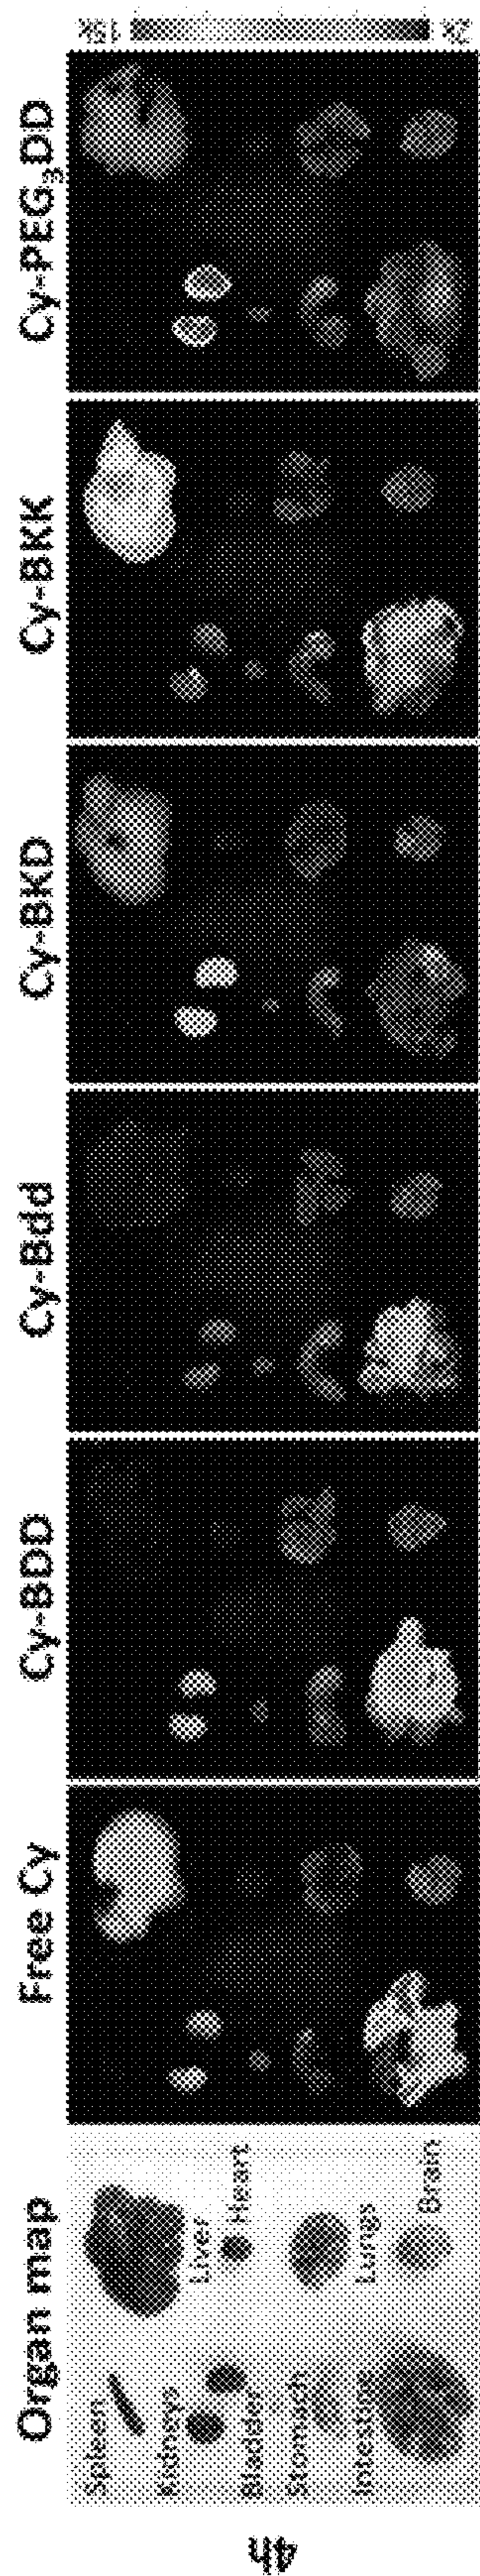 Organ map
Free Cy
Cy-BDD
Cy-Bdd
Cy-BKD
Cy-BKK
Cy-PEG₃DD
4h
Spleen
Liver
Kidneys
Heart
Bladder
Stomach
Lungs
Intestine
Brain
15k